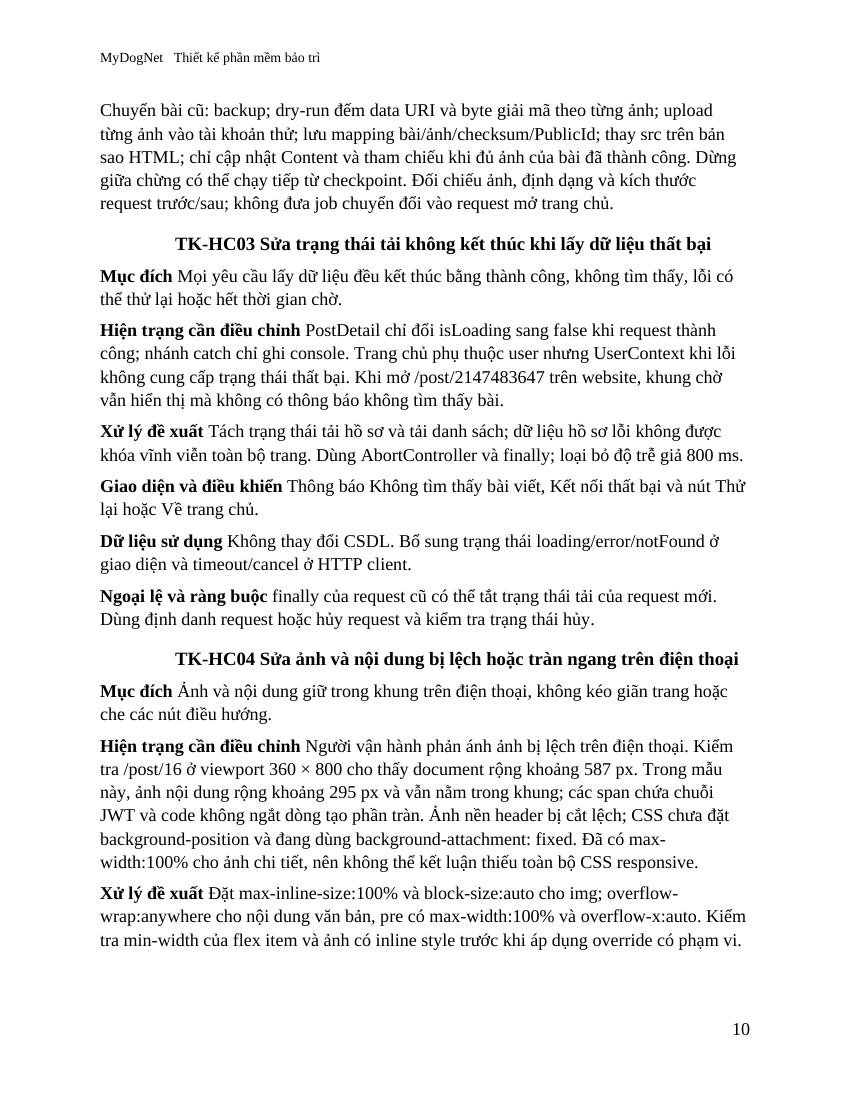 MyDogNet Thiết kế phần mềm bảo trì
Chuyển bài cũ: backup; dry-run đếm data URI và byte giải mã theo từng ảnh; upload
từng ảnh vào tài khoản thử; lưu mapping bài/ảnh/checksum/PublicId; thay src trên bản
sao HTML; chỉ cập nhật Content và tham chiếu khi đủ ảnh của bài đã thành công. Dừng
giữa chừng có thể chạy tiếp từ checkpoint. Đối chiếu ảnh, định dạng và kích thước
request trước/sau; không đưa job chuyển đổi vào request mở trang chủ.
TK-HC03 Sửa trạng thái tải không kết thúc khi lấy dữ liệu thất bại
Mục đích Mọi yêu cầu lấy dữ liệu đều kết thúc bằng thành công, không tìm thấy, lỗi có
thể thử lại hoặc hết thời gian chờ.
Hiện trạng cần điều chỉnh PostDetail chỉ đổi isLoading sang false khi request thành
công; nhánh catch chỉ ghi console. Trang chủ phụ thuộc user nhưng UserContext khi lỗi
không cung cấp trạng thái thất bại. Khi mở /post/2147483647 trên website, khung chờ
vẫn hiển thị mà không có thông báo không tìm thấy bài.
Xử lý đề xuất Tách trạng thái tải hồ sơ và tải danh sách; dữ liệu hồ sơ lỗi không được
khóa vĩnh viễn toàn bộ trang. Dùng AbortController và finally; loại bỏ độ trễ giả 800 ms.
Giao diện và điều khiển Thông báo Không tìm thấy bài viết, Kết nối thất bại và nút Thử
lại hoặc Về trang chủ.
Dữ liệu sử dụng Không thay đổi CSDL. Bổ sung trạng thái loading/error/notFound ở
giao diện và timeout/cancel ở HTTP client.
Ngoại lệ và ràng buộc finally của request cũ có thể tắt trạng thái tải của request mới.
Dùng định danh request hoặc hủy request và kiểm tra trạng thái hủy.
TK-HC04 Sửa ảnh và nội dung bị lệch hoặc tràn ngang trên điện thoại
Mục đích Ảnh và nội dung giữ trong khung trên điện thoại, không kéo giãn trang hoặc
che các nút điều hướng.
Hiện trạng cần điều chỉnh Người vận hành phản ánh ảnh bị lệch trên điện thoại. Kiểm
tra /post/16 ở viewport 360 × 800 cho thấy document rộng khoảng 587 px. Trong mẫu
này, ảnh nội dung rộng khoảng 295 px và vẫn nằm trong khung; các span chứa chuỗi
JWT và code không ngắt dòng tạo phần tràn. Ảnh nền header bị cắt lệch; CSS chưa đặt
background-position và đang dùng background-attachment: fixed. Đã có max-
width:100% cho ảnh chi tiết, nên không thể kết luận thiếu toàn bộ CSS responsive.
Xử lý đề xuất Đặt max-inline-size:100% và block-size:auto cho img; overflow-
wrap:anywhere cho nội dung văn bản, pre có max-width:100% và overflow-x:auto. Kiểm
tra min-width của flex item và ảnh có inline style trước khi áp dụng override có phạm vi.
10